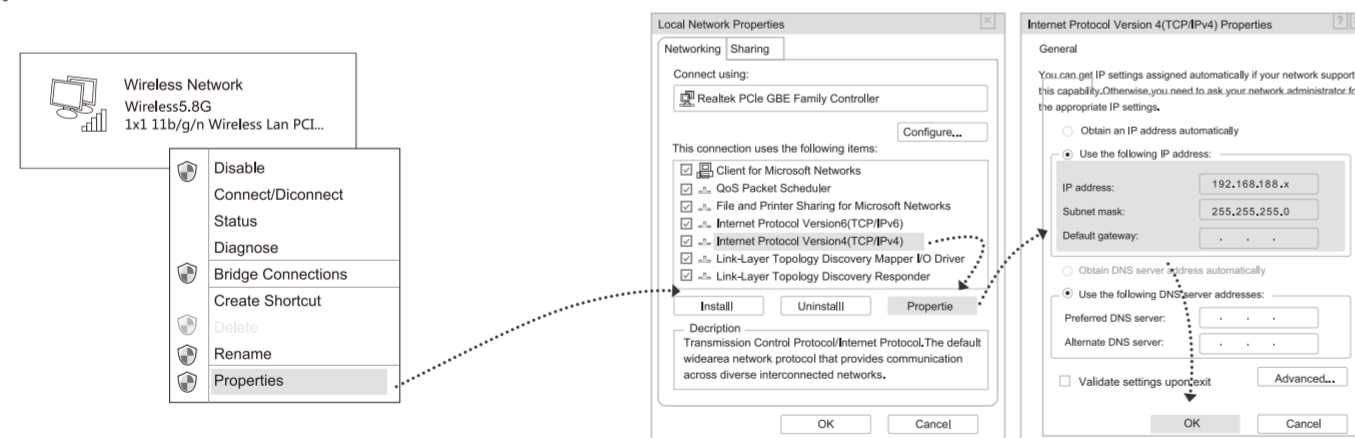 Wireless Network
Wireless5.8G
1x1 11b/g/n Wireless Lan PCI...
Disable
Connect/Diconnect
Status
Diagnose
Bridge Connections
Create Shortcut
Delete
Rename
Properties
Local Network Properties
Networking Sharing
Connect using:
Realtek PCIe GBE Family Controller
Configure...
This connection uses the following items:
Client for Microsoft Networks
QoS Packet Scheduler
File and Printer Sharing for Microsoft Networks
Internet Protocol Version6(TCP/IPv6)
Internet Protocol Version4(TCP/IPv4)
Link-Layer Topology Discovery Mapper I/O Driver
Link-Layer Topology Discovery Responder
Installl Uninstalll Propertie
Decription
Transmission Control Protocol/Internet Protocol.The default
widearea network protocol that provides communication
across diverse interconnected networks.
OK Cancel
Internet Protocol Version 4(TCP/IPv4) Properties ?
General
You can get IP settings assigned automatically if your network support
this capability.Otherwise,you need to ask your network administrator fo
the appropriate IP settings.
Obtain an IP address automatically
Use the following IP address:
IP address: 192.168.188.x
Subnet mask: 255.255.255.0
Default gateway: . . .
Obtain DNS server address automatically
Use the following DNS server addresses:
Preferred DNS server: . . .
Alternate DNS server: . . .
Validate settings upon exit Advanced...
OK Cancel